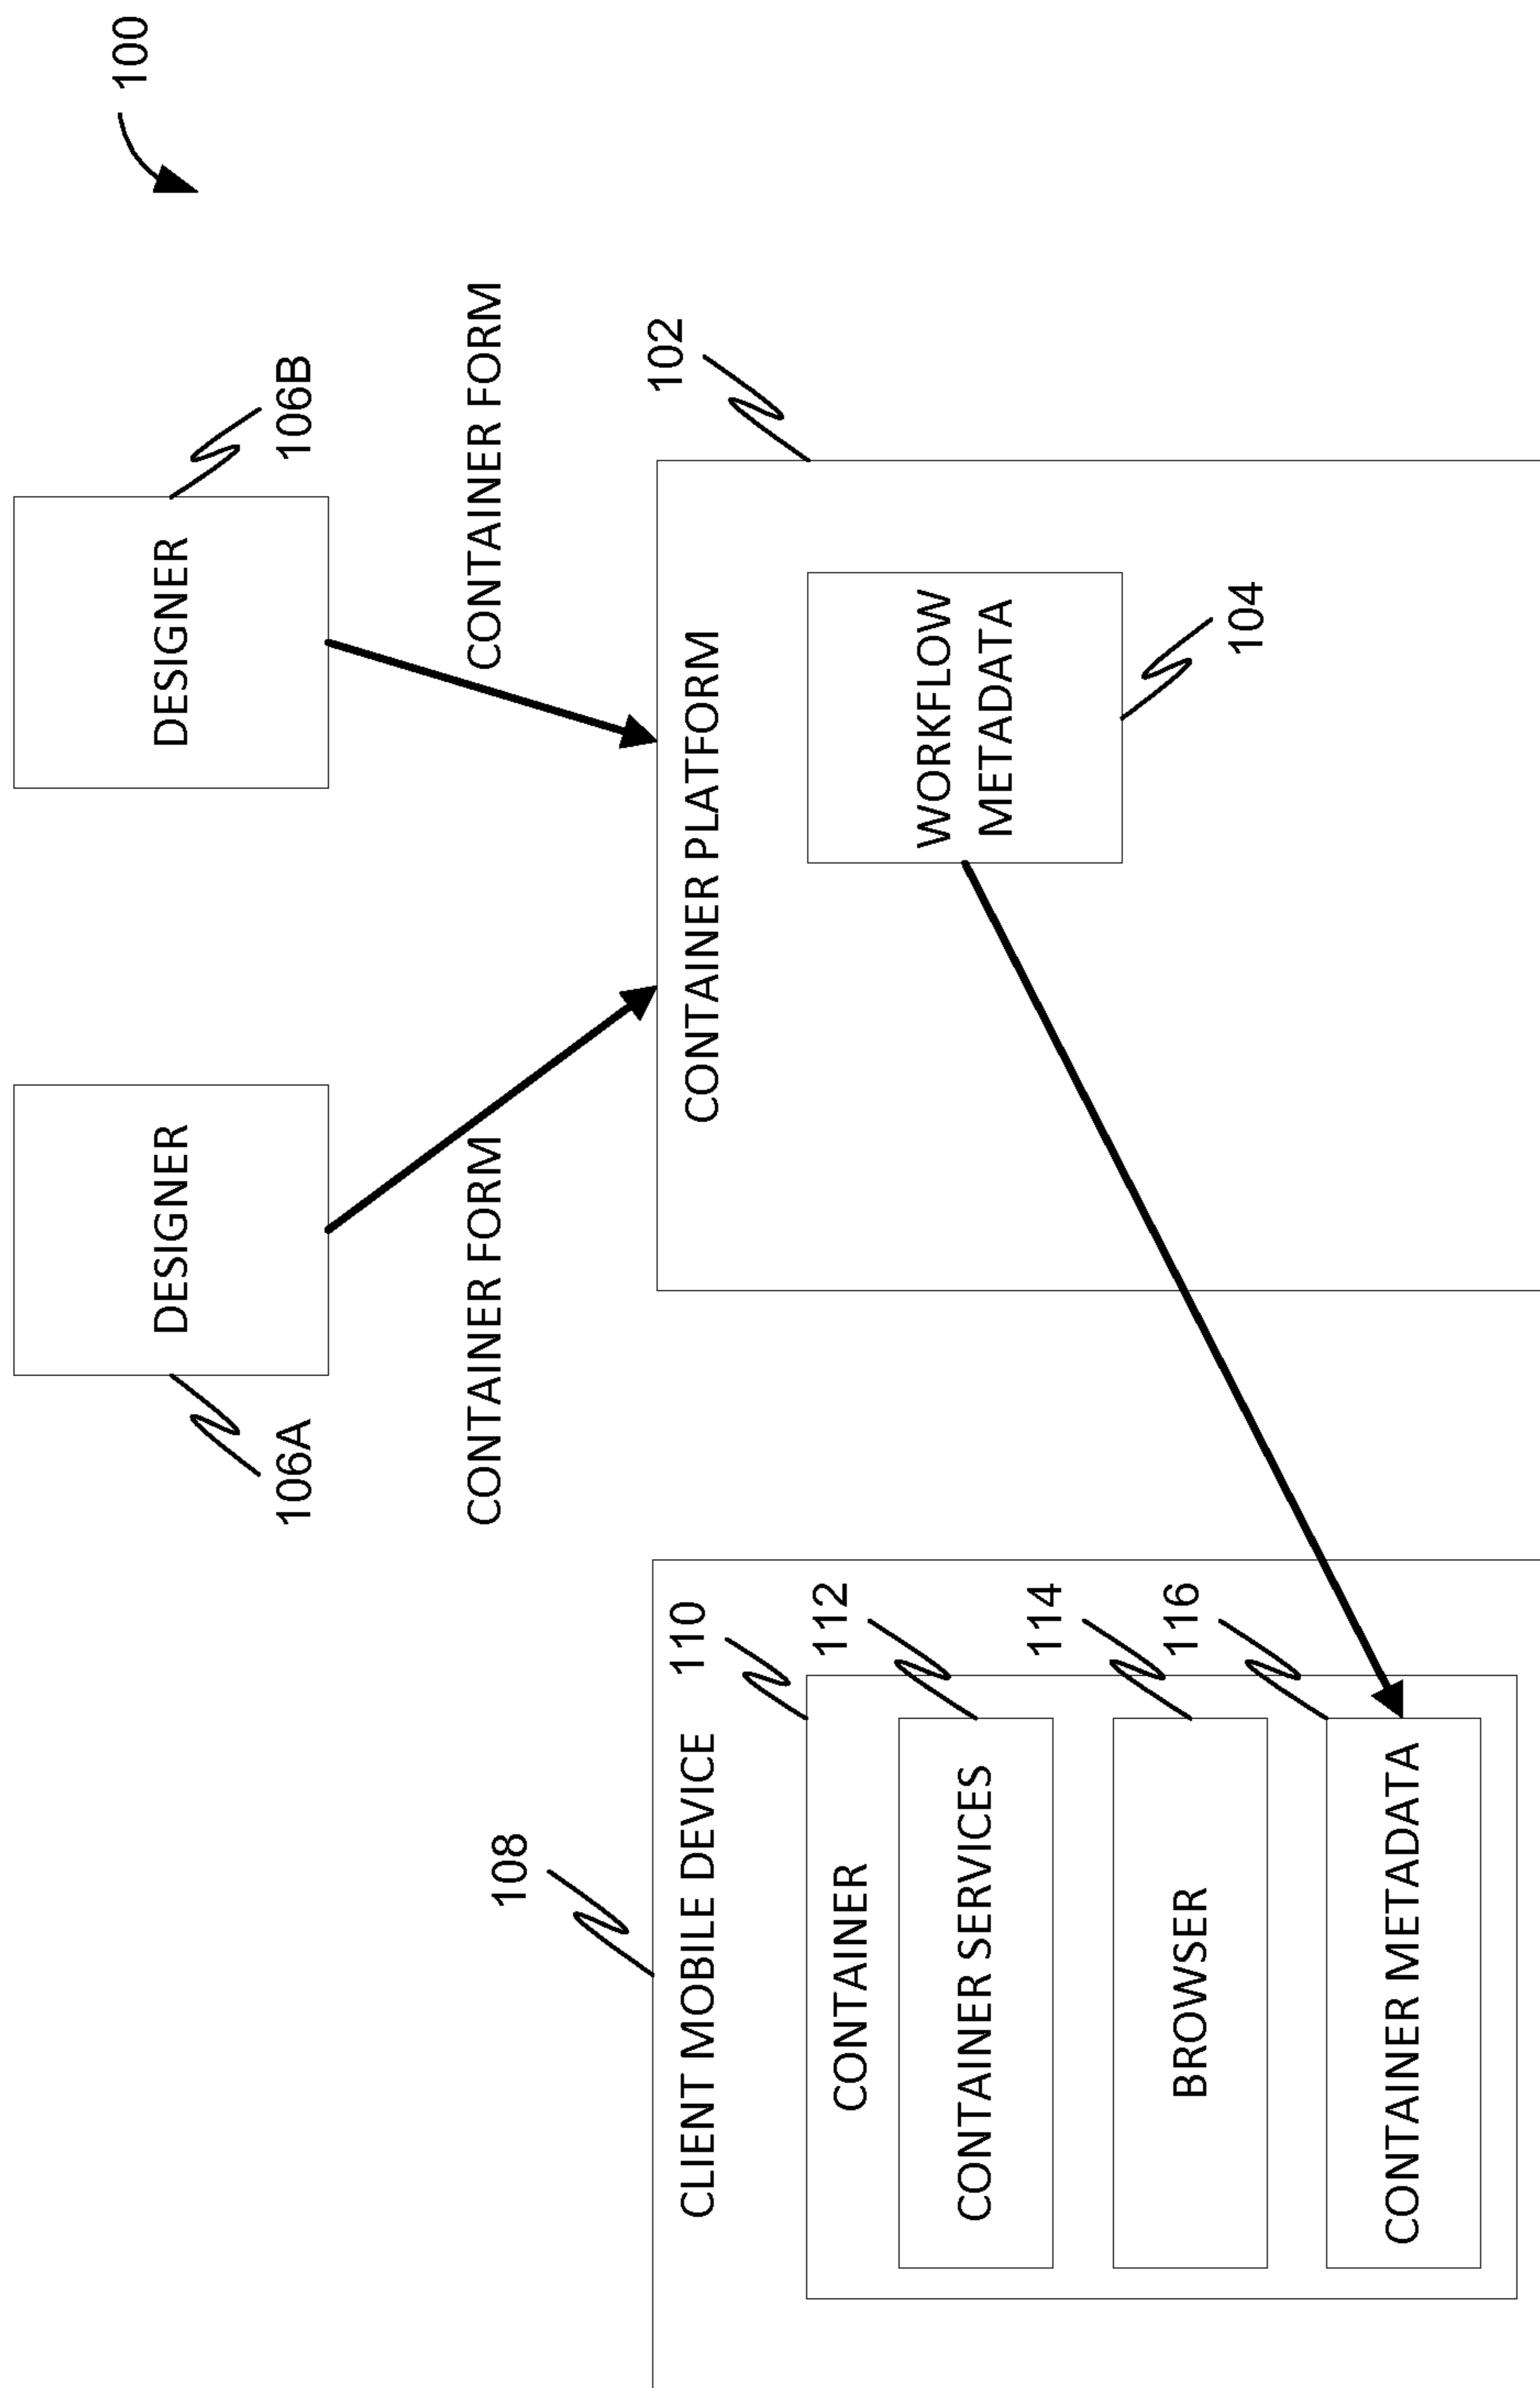 100
DESIGNER
DESIGNER
106A
106B
CONTAINER FORM
CONTAINER FORM
108
102
CLIENT MOBILE DEVICE
110
CONTAINER PLATFORM
CONTAINER
112
CONTAINER SERVICES
WORKFLOW
METADATA
114
BROWSER
104
116
CONTAINER METADATA